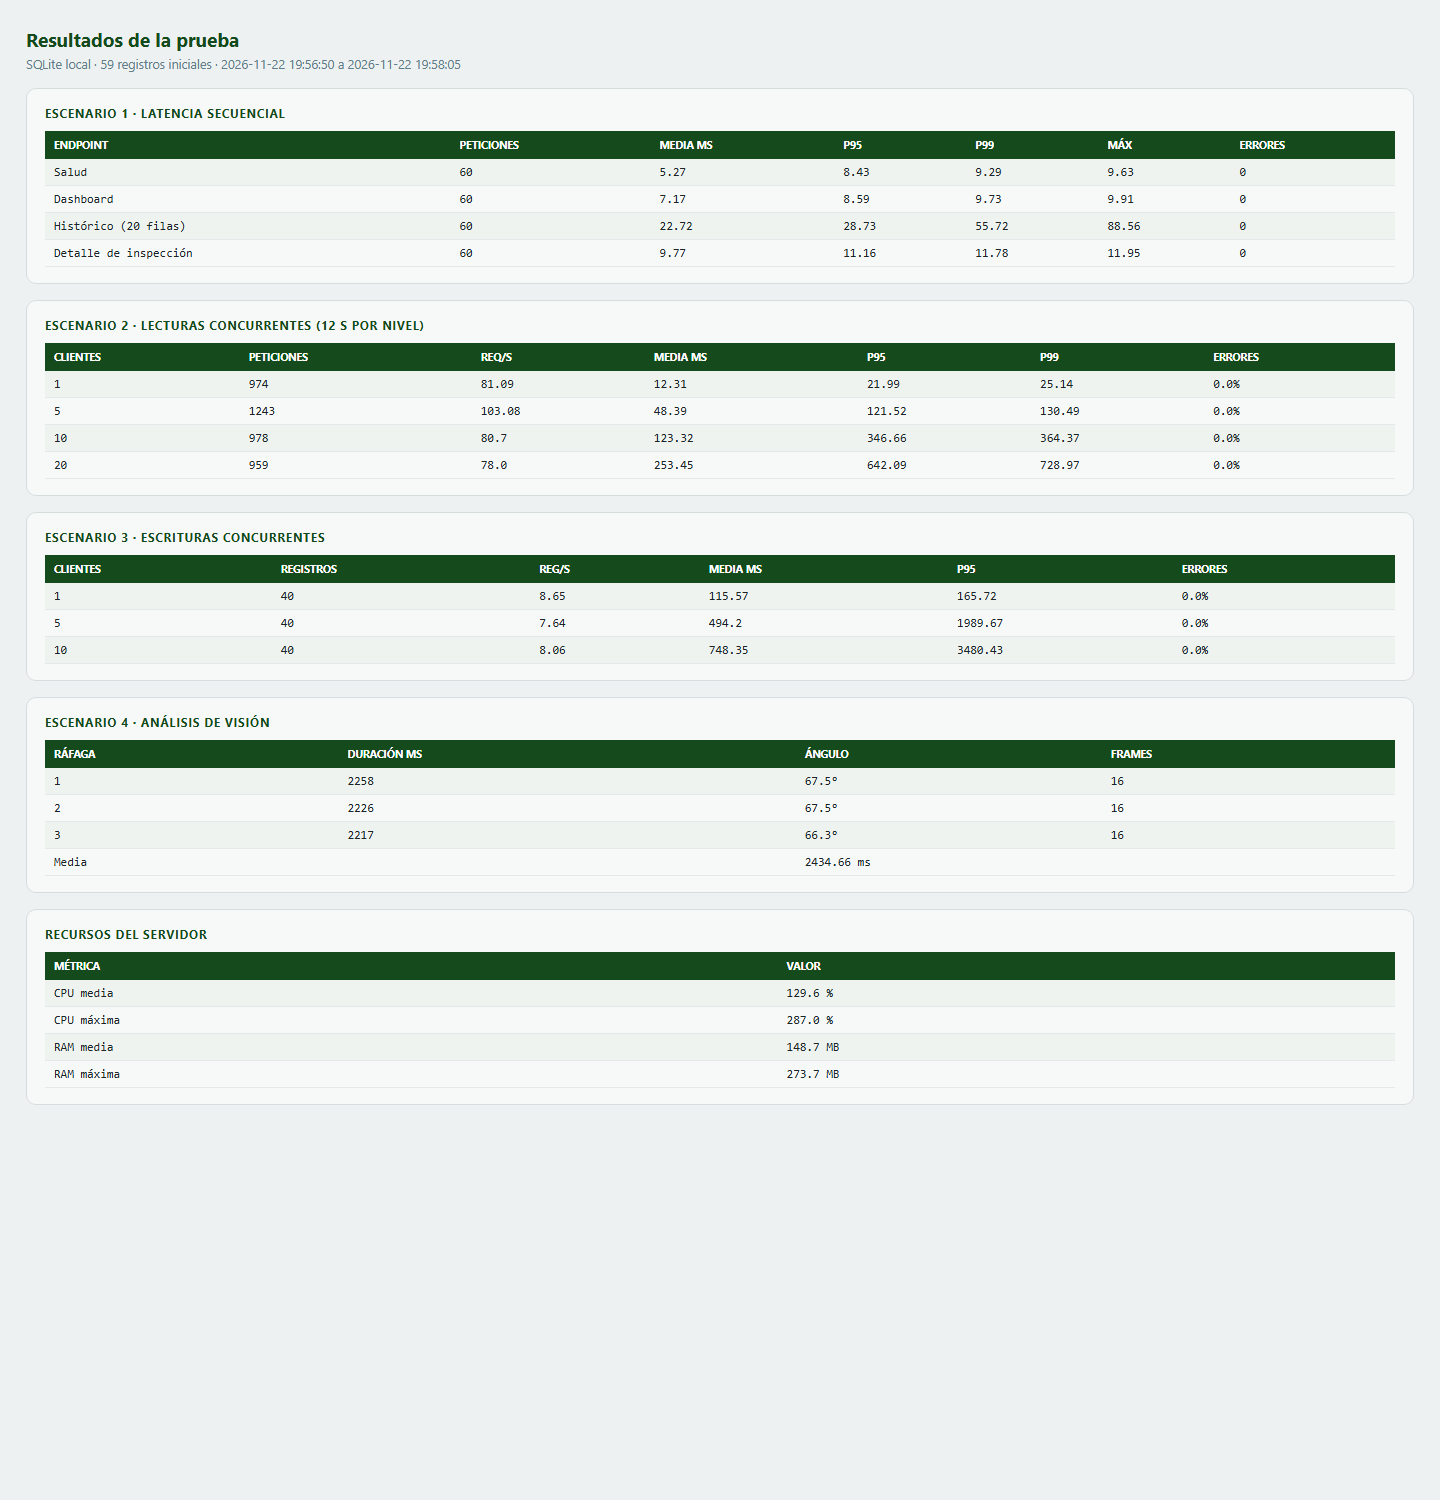 Resultados de la prueba
SQLite local · 59 registros iniciales · 2026-11-22 19:56:50 a 2026-11-22 19:58:05
ESCENARIO 1 · LATENCIA SECUENCIAL
ENDPOINT PETICIONES MEDIA MS P95 P99 MÁX ERRORES
Salud 60 5.27 8.43 9.29 9.63 0
Dashboard 60 7.17 8.59 9.73 9.91 0
Histórico (20 filas) 60 22.72 28.73 55.72 88.56 0
Detalle de inspección 60 9.77 11.16 11.78 11.95 0
ESCENARIO 2 · LECTURAS CONCURRENTES (12 S POR NIVEL)
CLIENTES PETICIONES REQ/S MEDIA MS P95 P99 ERRORES
1 974 81.09 12.31 21.99 25.14 0.0%
5 1243 103.08 48.39 121.52 130.49 0.0%
10 978 80.7 123.32 346.66 364.37 0.0%
20 959 78.0 253.45 642.09 728.97 0.0%
ESCENARIO 3 · ESCRITURAS CONCURRENTES
CLIENTES REGISTROS REG/S MEDIA MS P95 ERRORES
1 40 8.65 115.57 165.72 0.0%
5 40 7.64 494.2 1989.67 0.0%
10 40 8.06 748.35 3480.43 0.0%
ESCENARIO 4 · ANÁLISIS DE VISIÓN
RÁFAGA DURACIÓN MS ÁNGULO FRAMES
1 2258 67.5° 16
2 2226 67.5° 16
3 2217 66.3° 16
Media 2434.66 ms
RECURSOS DEL SERVIDOR
MÉTRICA VALOR
CPU media 129.6 %
CPU máxima 287.0 %
RAM media 148.7 MB
RAM máxima 273.7 MB